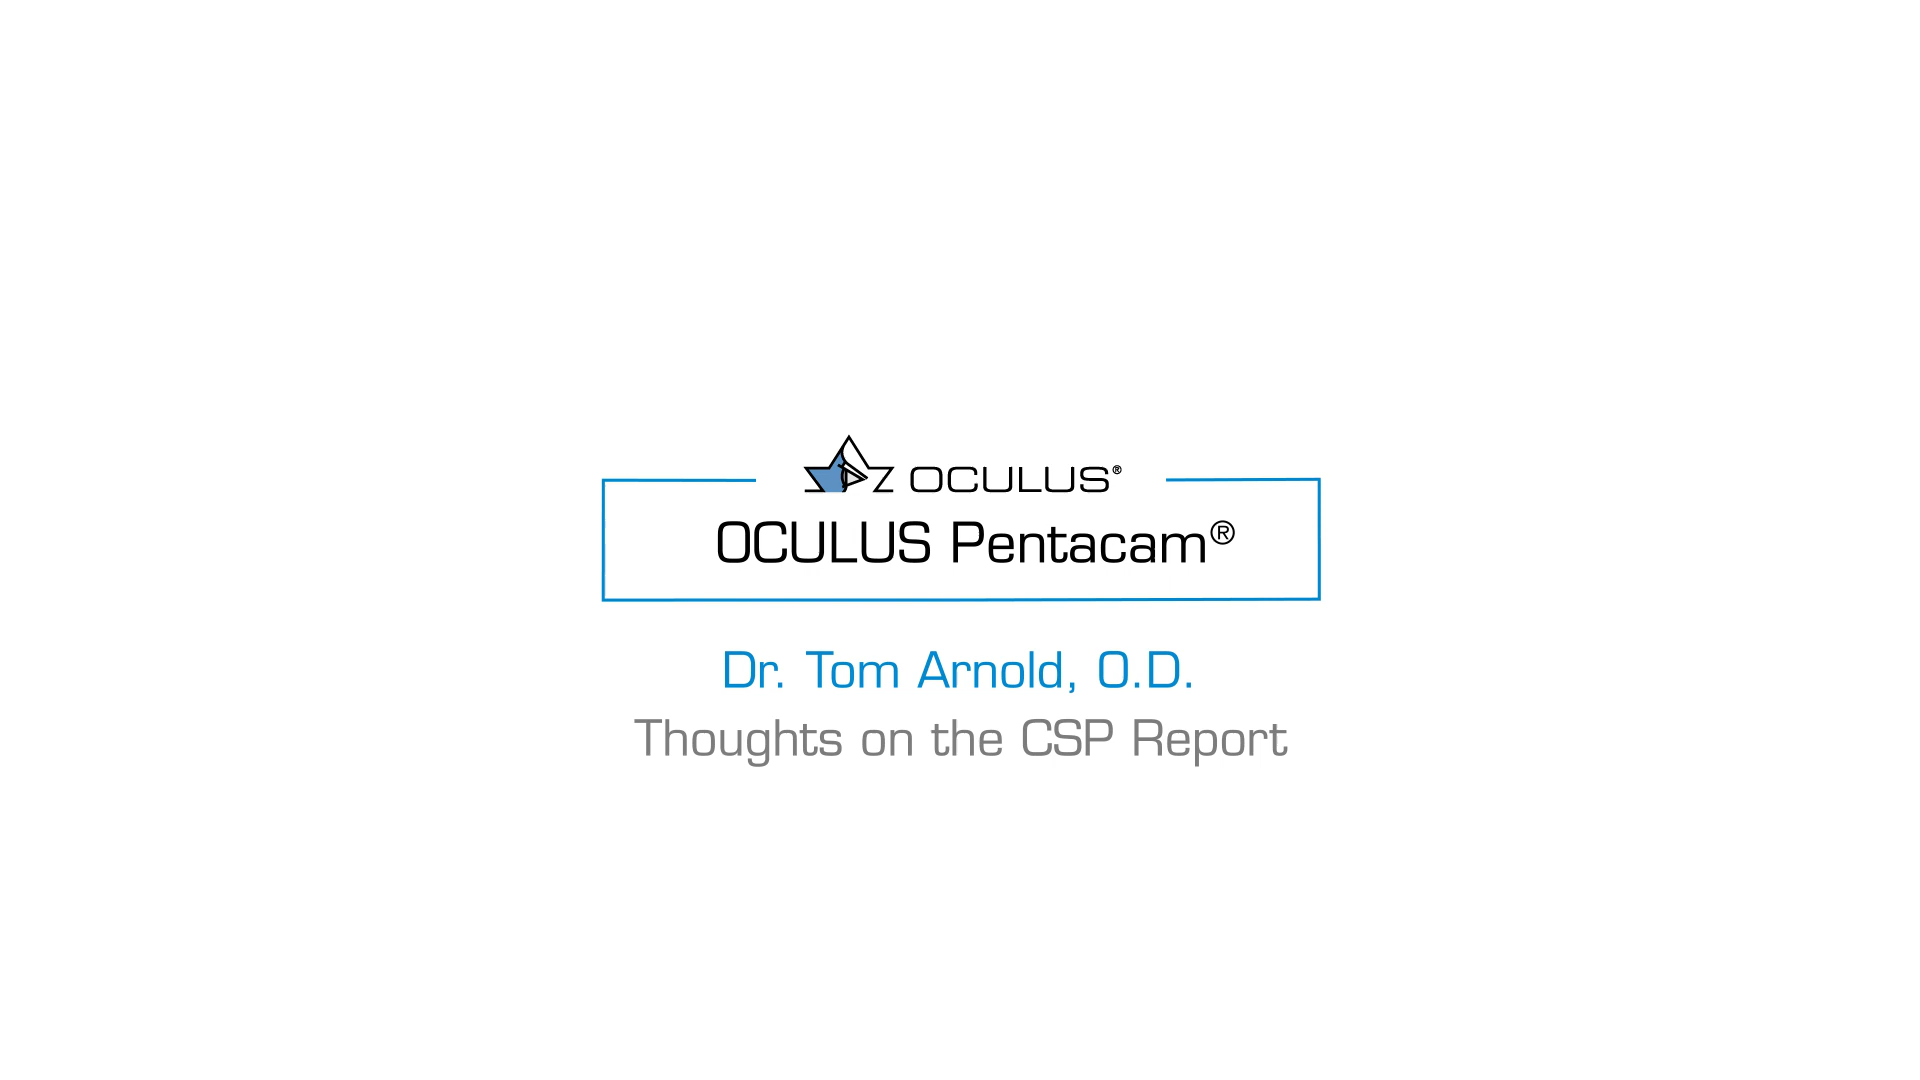 OCULUS®
OCULUS Pentacam®
Dr. Tom Arnold, O.D.
Thoughts on the CSP Report